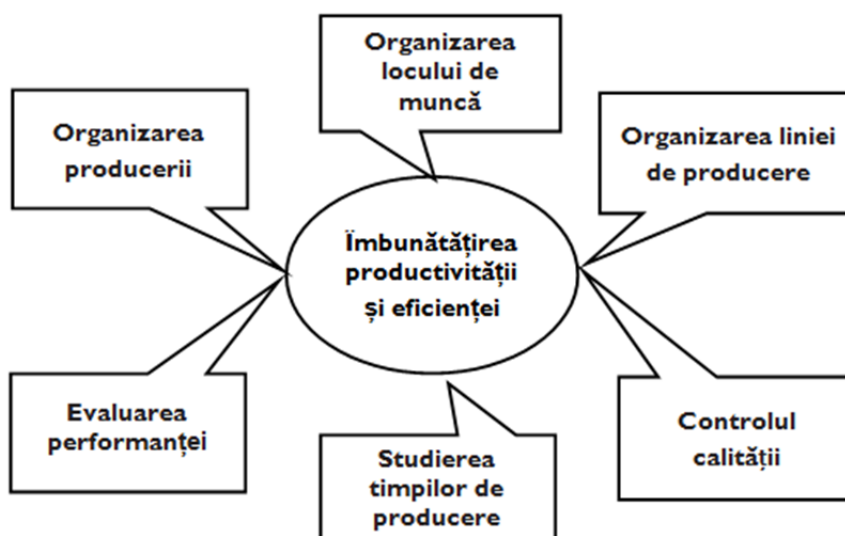 Organizarea
locului de
muncă
Organizarea
producerii
Organizarea liniei
de producere
Îmbunătățirea
productivității
și eficienței
Evaluarea
performanței
Studierea
timpilor de
producere
Controlul
calității